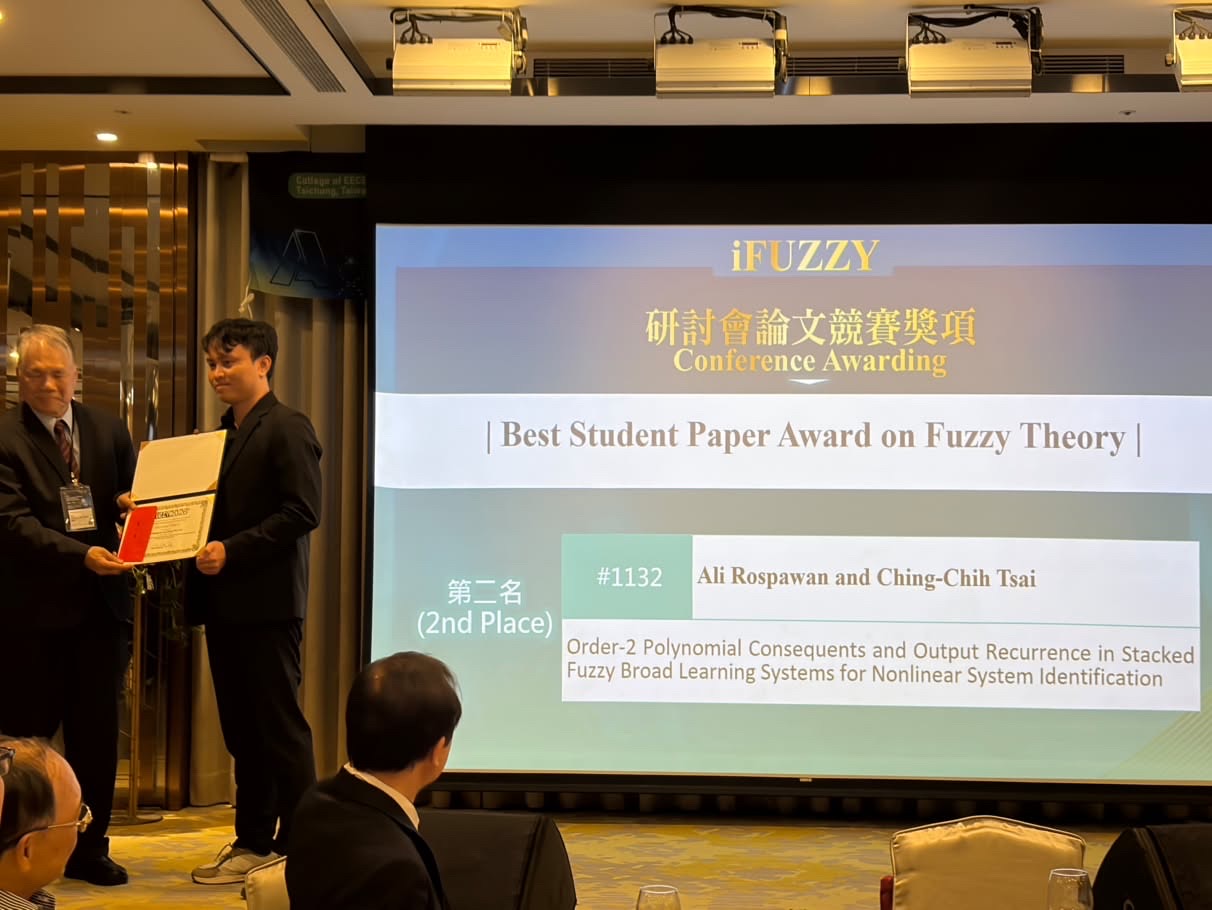 College of EECS
Taichung, Taiwan
iFUZZY
研討會論文競賽獎項
Conference Awarding
| Best Student Paper Award on Fuzzy Theory |
第二名
(2nd Place)
#1132
Ali Rospawan and Ching-Chih Tsai
Order-2 Polynomial Consequents and Output Recurrence in Stacked
Fuzzy Broad Learning Systems for Nonlinear System Identification